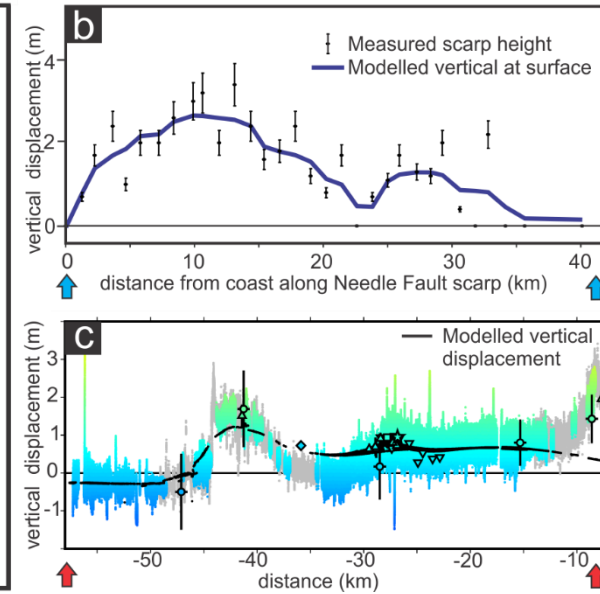 b
vertical displacement (m)
4
2
0
Measured scarp height
Modelled vertical at surface
0 10 20 30 40
distance from coast along Needle Fault scarp (km)
c
vertical displacement (m)
3
2
1
0
-1
Modelled vertical
displacement
-50 -40 -30 -20 -10
distance (km)